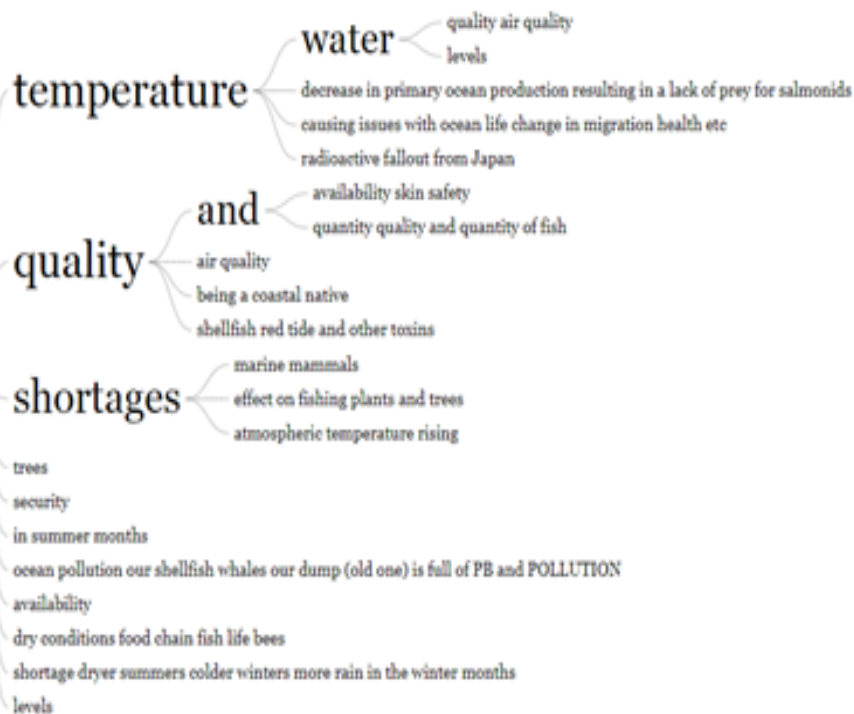 water
quality air quality
levels
temperature
decrease in primary ocean production resulting in a lack of prey for salmonids
causing issues with ocean life change in migration health etc
radioactive fallout from Japan
and
availability skin safety
quantity quality and quantity of fish
quality
air quality
being a coastal native
shellfish red tide and other toxins
shortages
marine mammals
effect on fishing plants and trees
atmospheric temperature rising
trees
security
in summer months
ocean pollution our shellfish whales our dump (old one) is full of PB and POLLUTION
availability
dry conditions food chain fish life bees
shortage dryer summers colder winters more rain in the winter months
levels